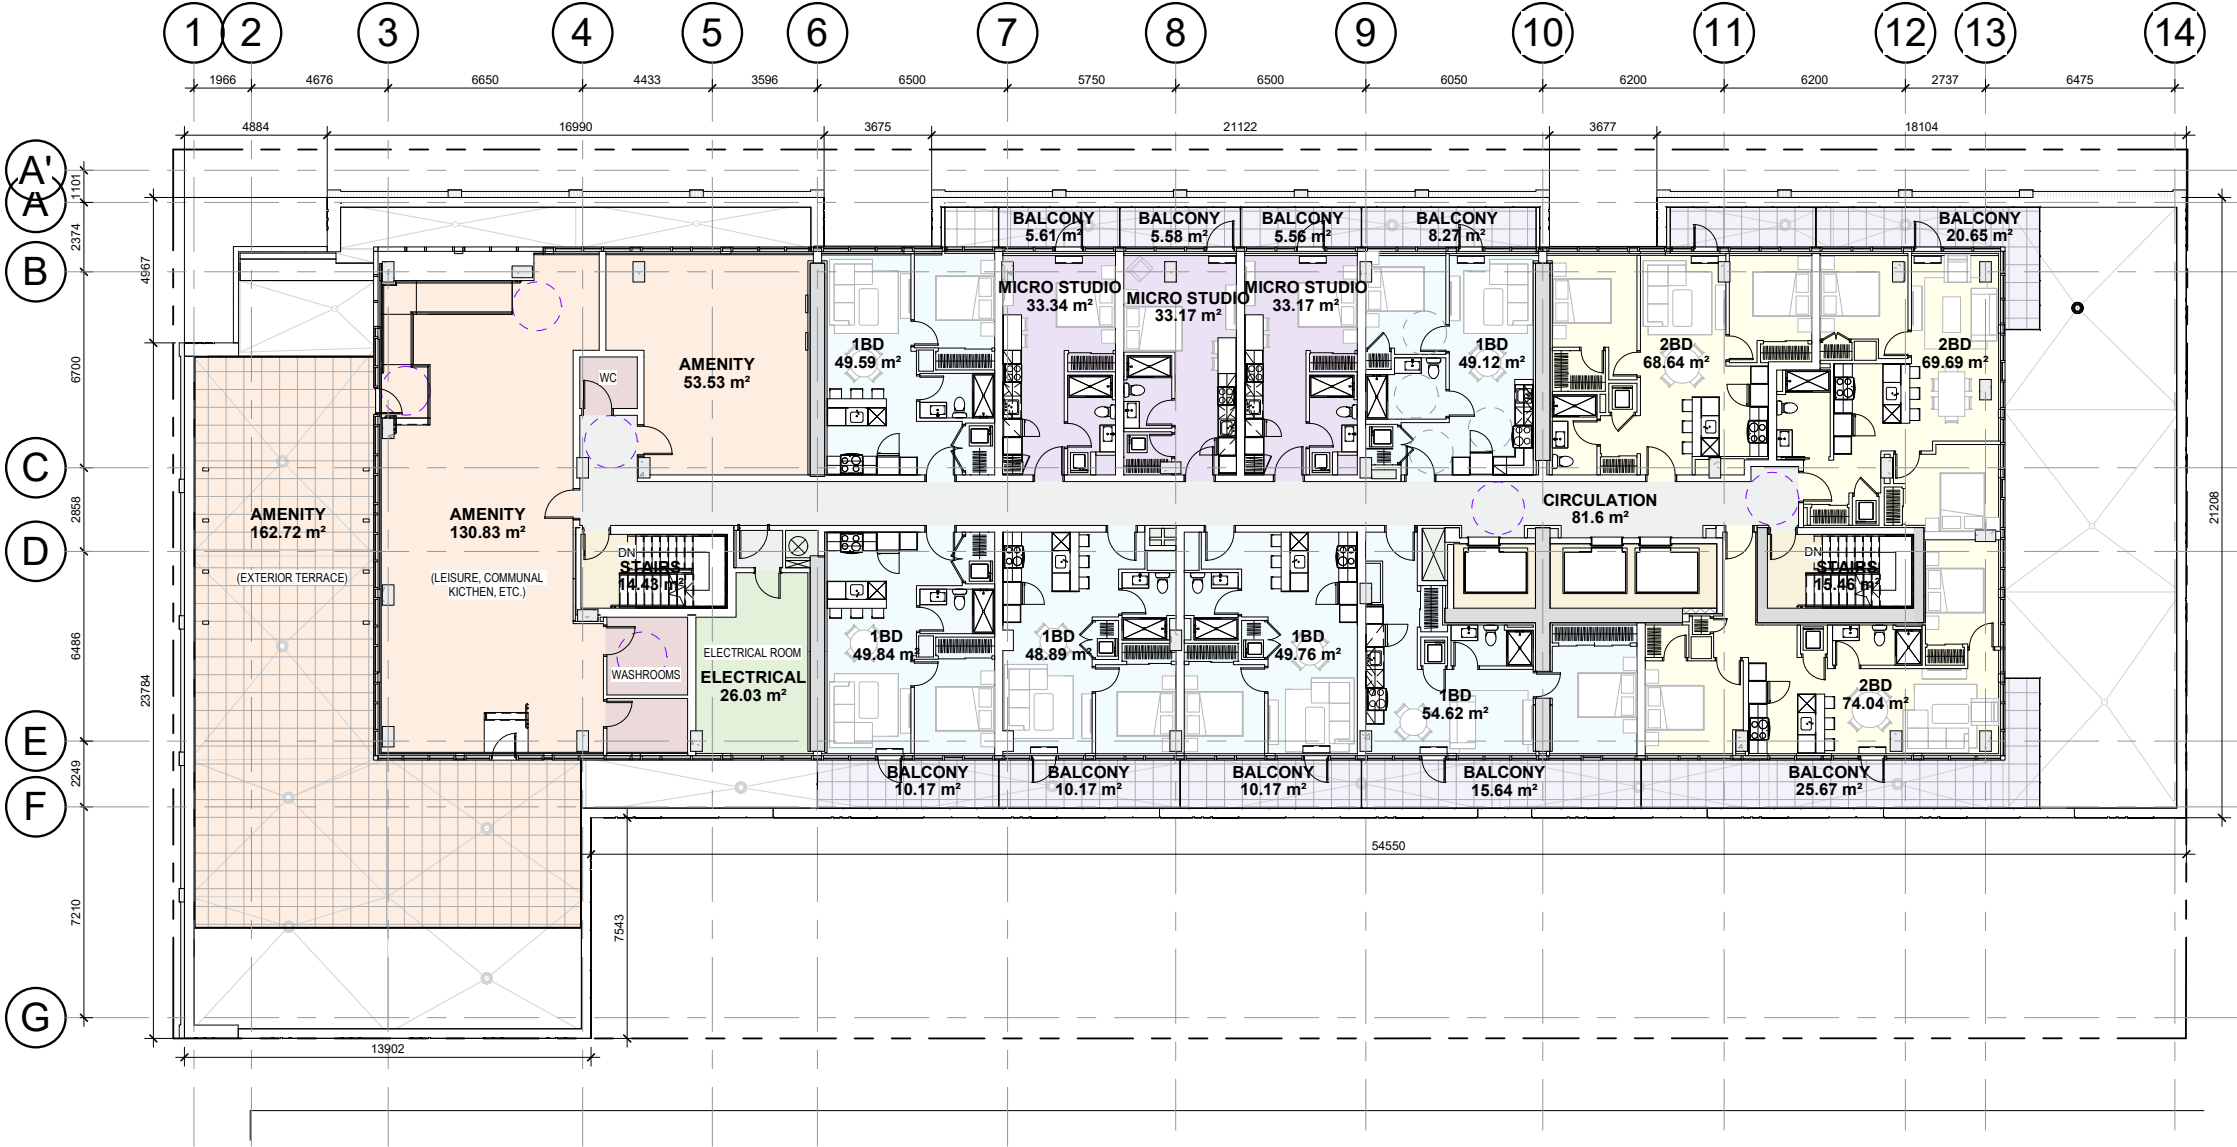 1 2 3 4 5 6 7 8 9 10 11 12 13 14
1966 4676 6650 4433 3596 6500 5750 6500 6050 6200 6200 2737 6475
4884 16990 3675 21122 3677 18104
A'
1101
A
2374
B
6700
C
2858
D
6486
E
2249
F
7210
G
4967
23784
21208
BALCONY
5.61 m²
BALCONY
5.58 m²
BALCONY
5.56 m²
BALCONY
8.27 m²
BALCONY
20.65 m²
MICRO STUDIO
33.34 m²
MICRO STUDIO
33.17 m²
MICRO STUDIO
33.17 m²
1BD
49.59 m²
1BD
49.12 m²
2BD
68.64 m²
2BD
69.69 m²
WC
AMENITY
53.53 m²
AMENITY
162.72 m²
(EXTERIOR TERRACE)
AMENITY
130.83 m²
(LEISURE, COMMUNAL
KICTHEN, ETC.)
CIRCULATION
81.6 m²
DN
STAIRS
14.43 m²
DN
STAIRS
15.46 m²
WASHROOMS
ELECTRICAL ROOM
ELECTRICAL
26.03 m²
1BD
49.84 m²
1BD
48.89 m²
1BD
49.76 m²
1BD
54.62 m²
2BD
74.04 m²
BALCONY
10.17 m²
BALCONY
10.17 m²
BALCONY
10.17 m²
BALCONY
15.64 m²
BALCONY
25.67 m²
54550
7543
13902